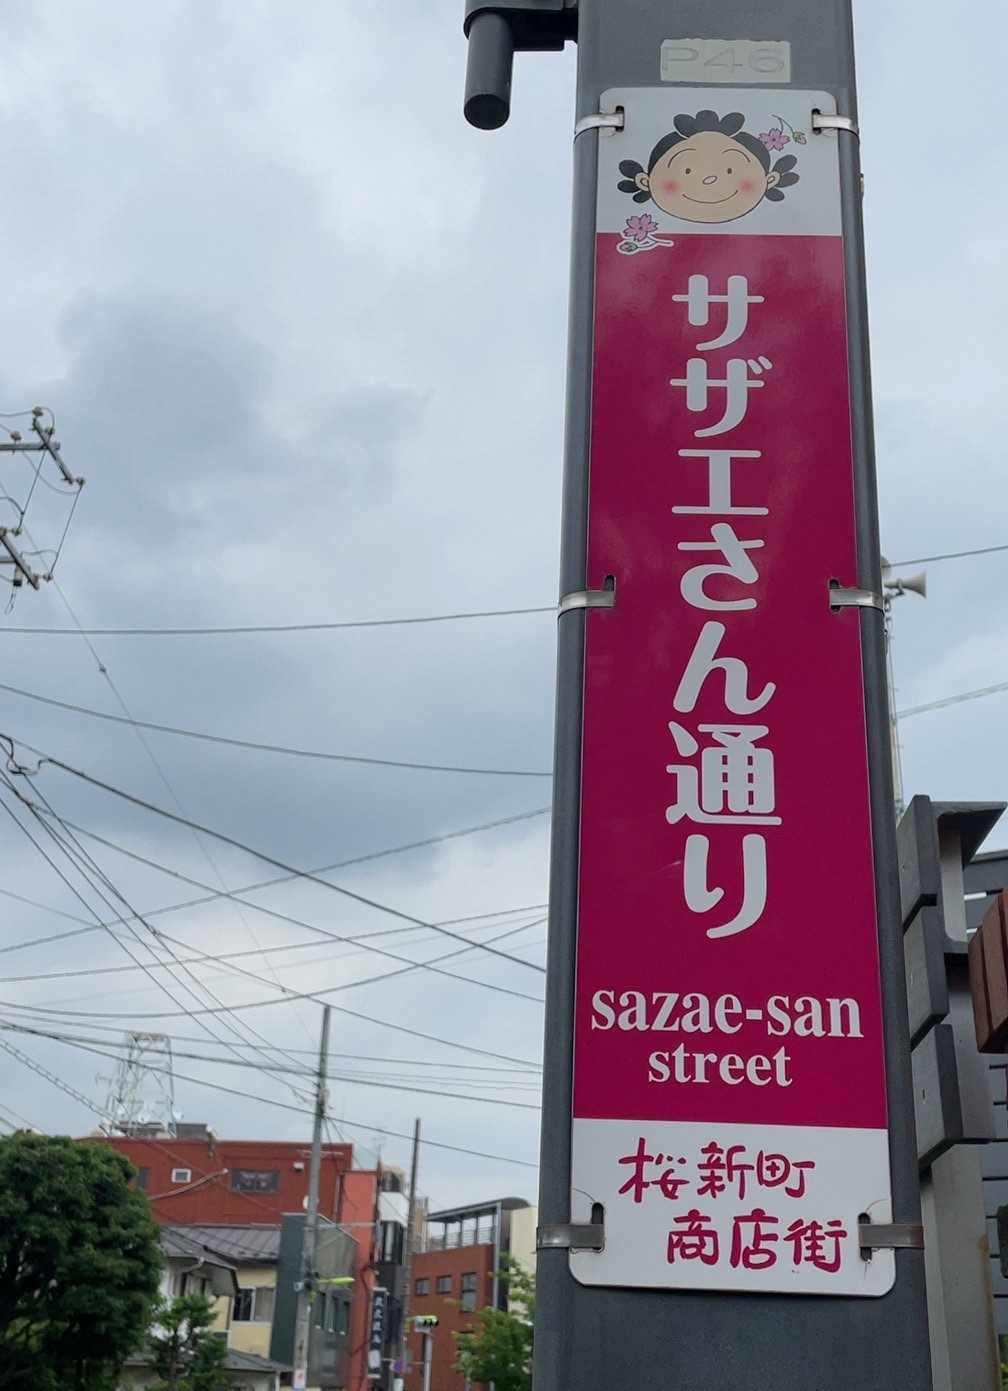 P46
サザエさん通り
sazae-san
street
桜新町
商店街